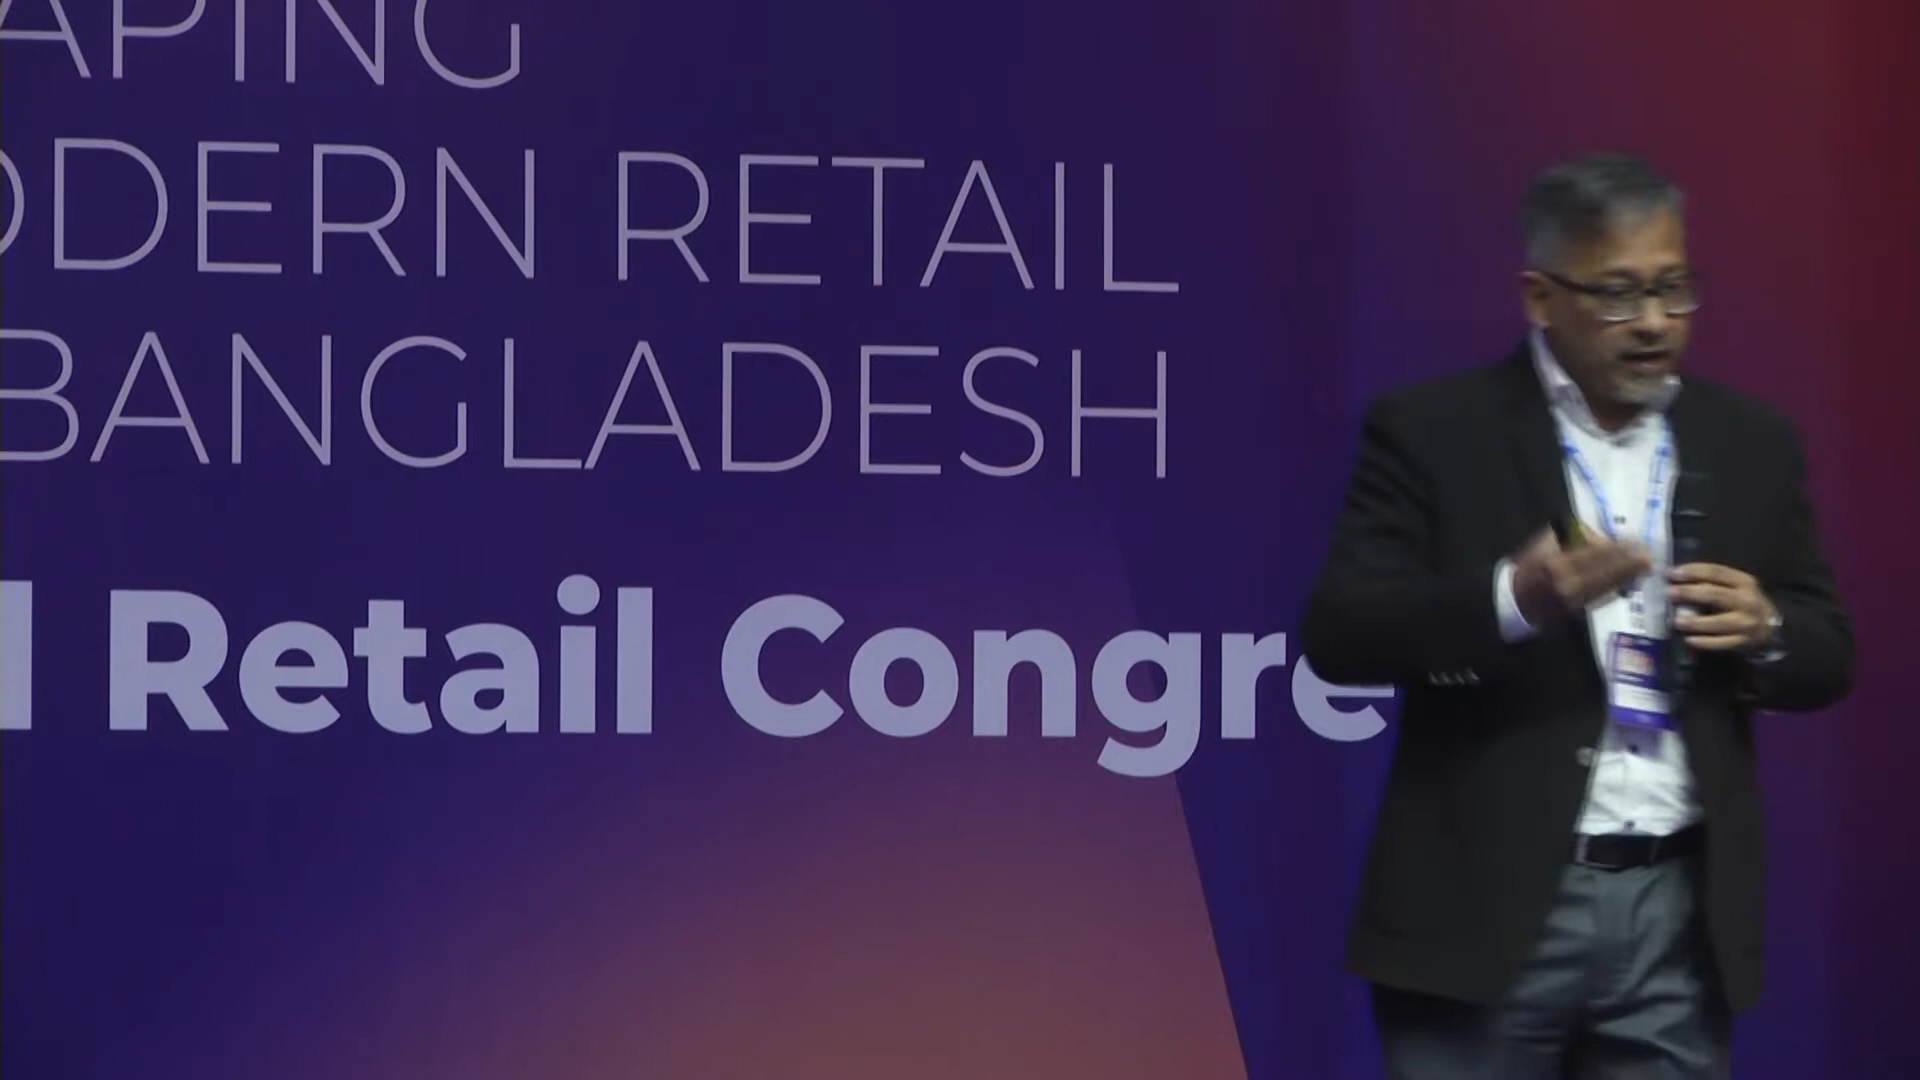 APING
ODERN RETAIL
BANGLADESH
l Retail Congre